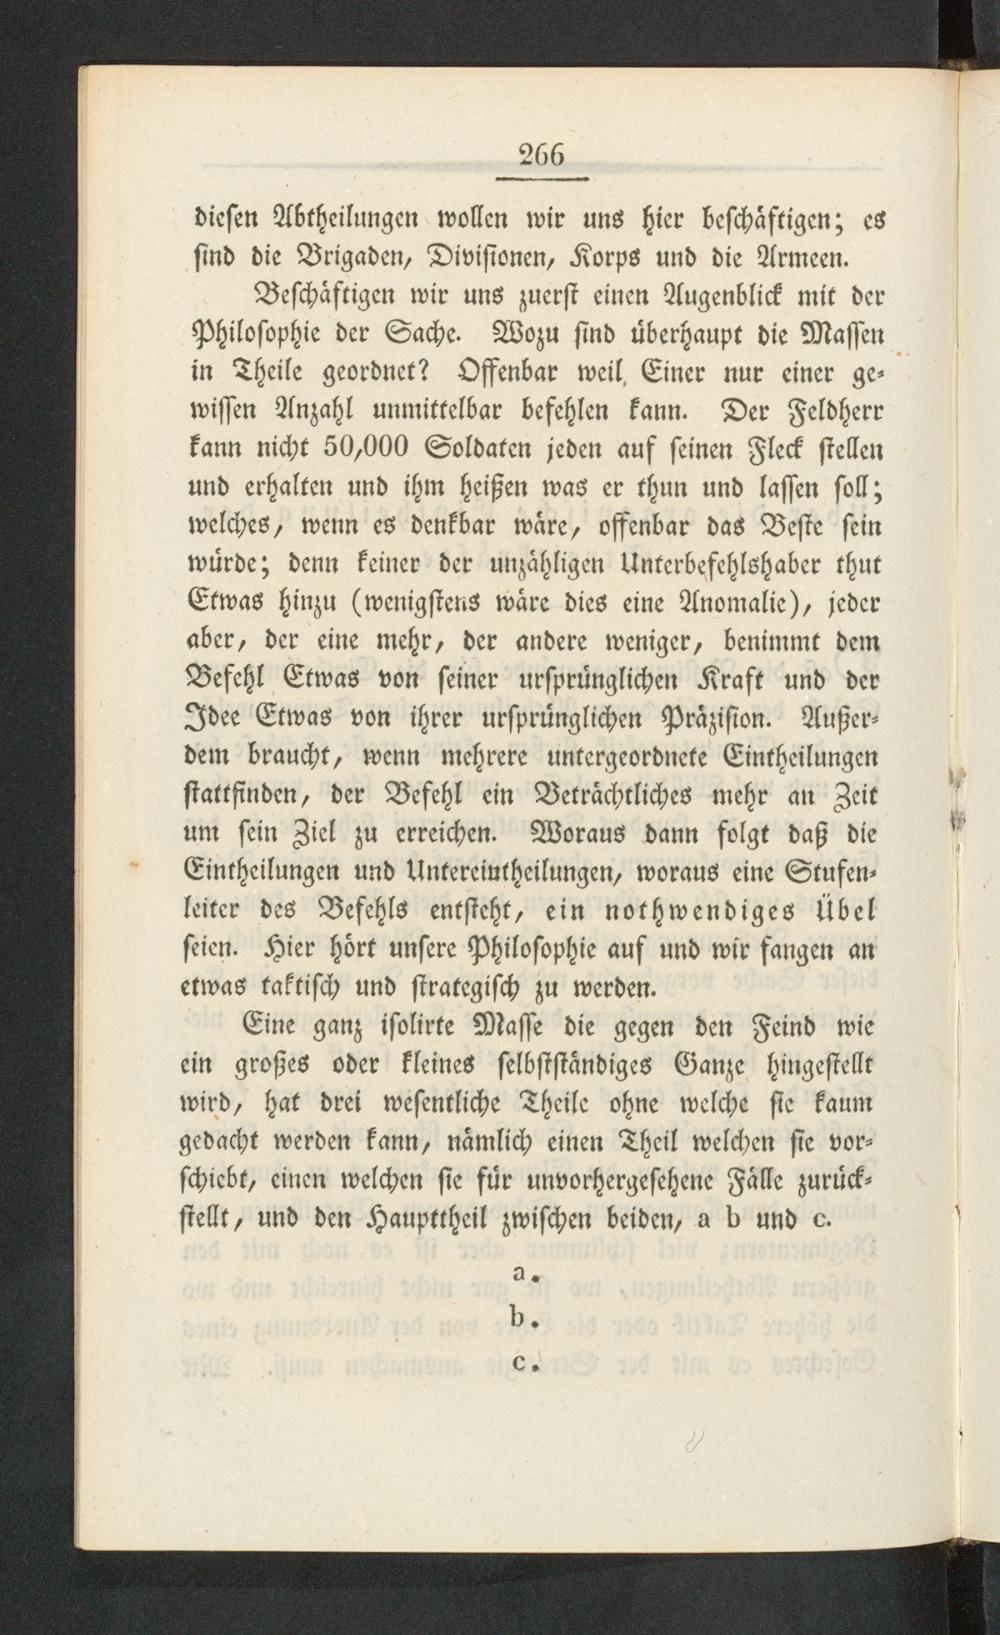 266
diesen Abtheilungen wollen wir uns hier beschäftigen; es
sind die Brigaden, Divisionen, Korps und die Armeen.
Beschäftigen wir uns zuerst einen Augenblick mit der
Philosophie der Sache. Wozu sind überhaupt die Massen
in Theile geordnet? Offenbar weil Einer nur einer ge-
wissen Anzahl unmittelbar befehlen kann. Der Feldherr
kann nicht 50,000 Soldaten jeden auf seinen Fleck stellen
und erhalten und ihm heißen was er thun und lassen soll;
welches, wenn es denkbar wäre, offenbar das Beste sein
würde; denn keiner der unzähligen Unterbefehlshaber thut
Etwas hinzu (wenigstens wäre dies eine Anomalie), jeder
aber, der eine mehr, der andere weniger, benimmt dem
Befehl Etwas von seiner ursprünglichen Kraft und der
Idee Etwas von ihrer ursprünglichen Präzision. Außer-
dem braucht, wenn mehrere untergeordnete Eintheilungen
stattfinden, der Befehl ein Beträchtliches mehr an Zeit
um sein Ziel zu erreichen. Woraus dann folgt daß die
Eintheilungen und Untereintheilungen, woraus eine Stufen-
leiter des Befehls entsteht, ein nothwendiges Übel
seien. Hier hört unsere Philosophie auf und wir fangen an
etwas taktisch und strategisch zu werden.
Eine ganz isolirte Masse die gegen den Feind wie
ein großes oder kleines selbstständiges Ganze hingestellt
wird, hat drei wesentliche Theile ohne welche sie kaum
gedacht werden kann, nämlich einen Theil welchen sie vor-
schiebt, einen welchen sie für unvorhergesehene Fälle zurück-
stellt, und den Haupttheil zwischen beiden, a b und c.
a.
b.
c.